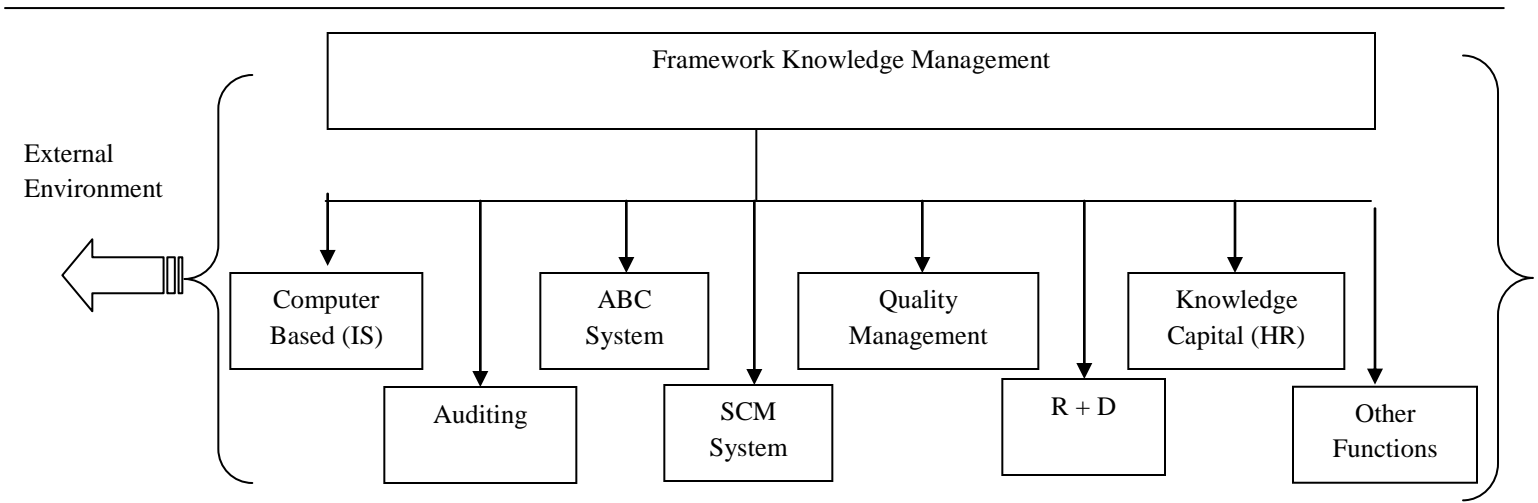 Framework Knowledge Management
External
Environment
Computer
Based (IS)
ABC
System
Quality
Management
Knowledge
Capital (HR)
Auditing
SCM
System
R + D
Other
Functions